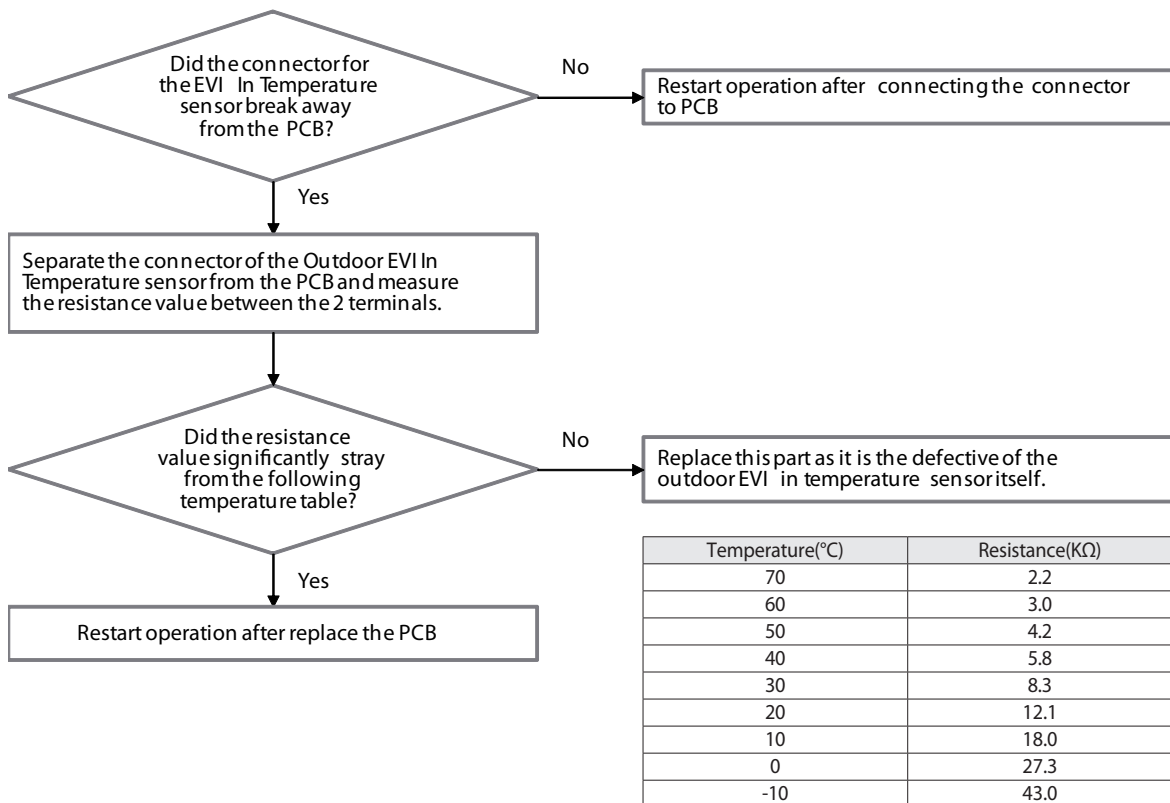 Did the connector for
the EVI In Temperature
sensor break away
from the PCB?
No
Restart operation after connecting the connector
to PCB
Yes
Separate the connector of the Outdoor EVI In
Temperature sensor from the PCB and measure
the resistance value between the 2 terminals.
Did the resistance
value significantly stray
from the following
temperature table?
No
Replace this part as it is the defective of the
outdoor EVI in temperature sensor itself.
Yes
Restart operation after replace the PCB
Temperature(°C) Resistance(KΩ)
70 2.2
60 3.0
50 4.2
40 5.8
30 8.3
20 12.1
10 18.0
0 27.3
-10 43.0